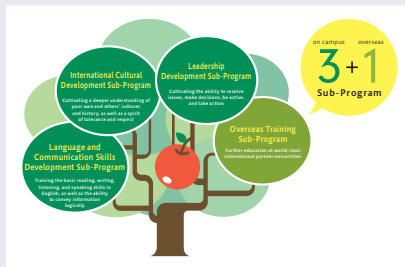 on campus overseas
3+1
Sub-Program
Leadership
Development Sub-Program
Cultivating the ability to resolve
issues, make decisions, be active,
and take action
International Cultural
Development Sub-Program
Cultivating a deeper understanding of
your own and others' cultures
and history, as well as a spirit
of tolerance and respect
Overseas Training
Sub-Program
Further education at world-class
international partner universities
Language and
Communication Skills
Development Sub-Program
Training the basic reading, writing,
listening, and speaking skills in
English, as well as the ability
to convey information
logically